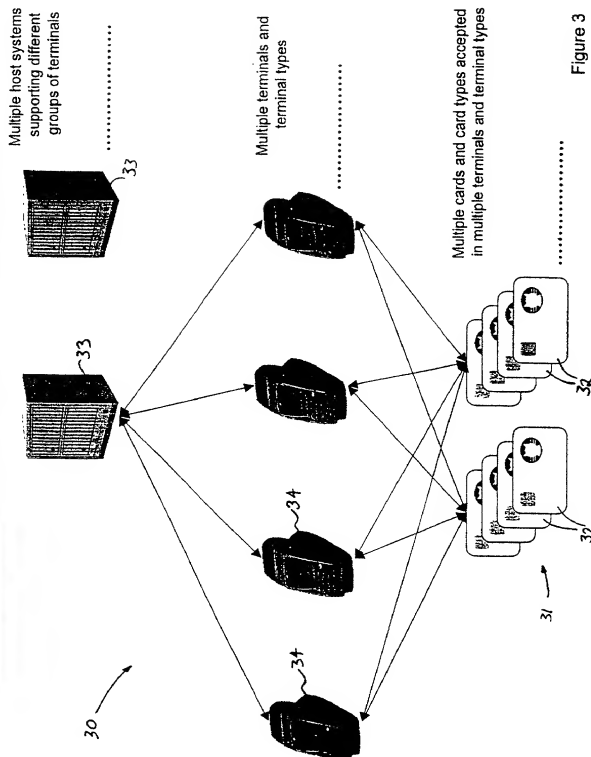 Multiple host systems
supporting different
groups of terminals
33
33
Multiple terminals and
terminal types
34
34
30
Multiple cards and card types accepted
in multiple terminals and terminal types
32
32
31
Figure 3